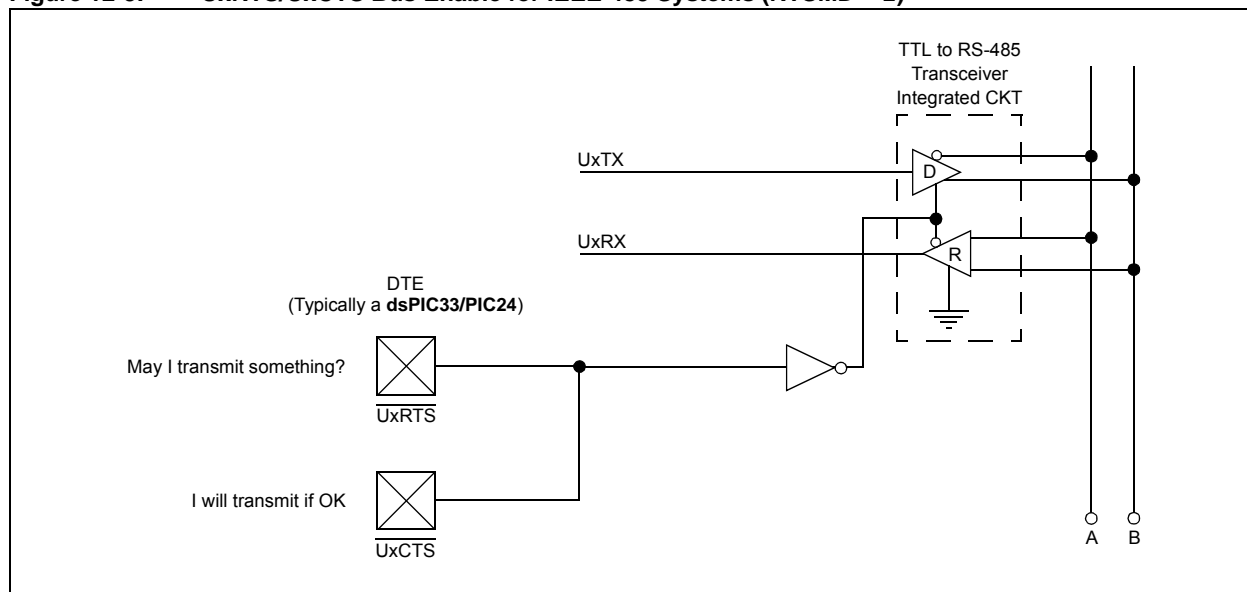 TTL to RS-485
Transceiver
Integrated CKT
UxTX
D
UxRX
R
DTE
(Typically a dsPIC33/PIC24)
May I transmit something?
UxRTS
I will transmit if OK
UxCTS
A B